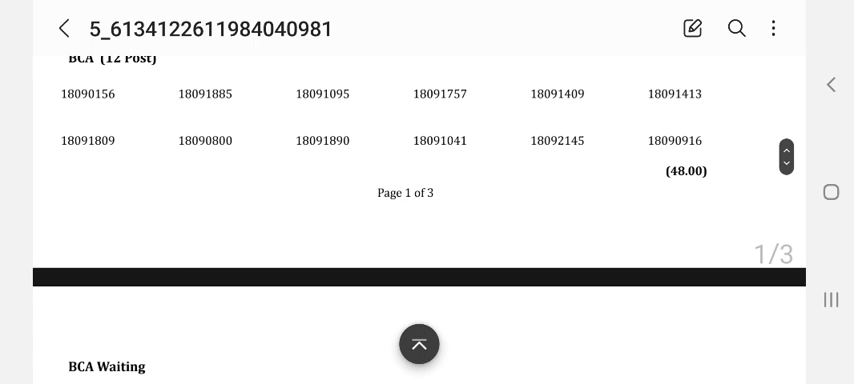 5_6134122611984040981
BCA (12 Post)
18090156 18091885 18091095 18091757 18091409 18091413
18091809 18090800 18091890 18091041 18092145 18090916
(48.00)
Page 1 of 3
1/3
BCA Waiting